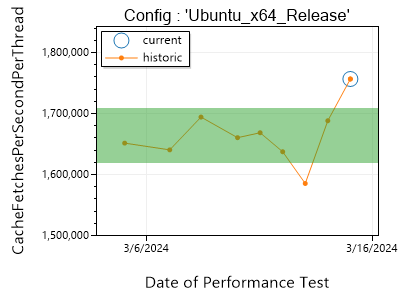 Config : 'Ubuntu_x64_Release'
current
historic
CacheFetchesPerSecondPerThread
1,800,000
1,700,000
1,600,000
1,500,000
3/6/2024
3/16/2024
Date of Performance Test